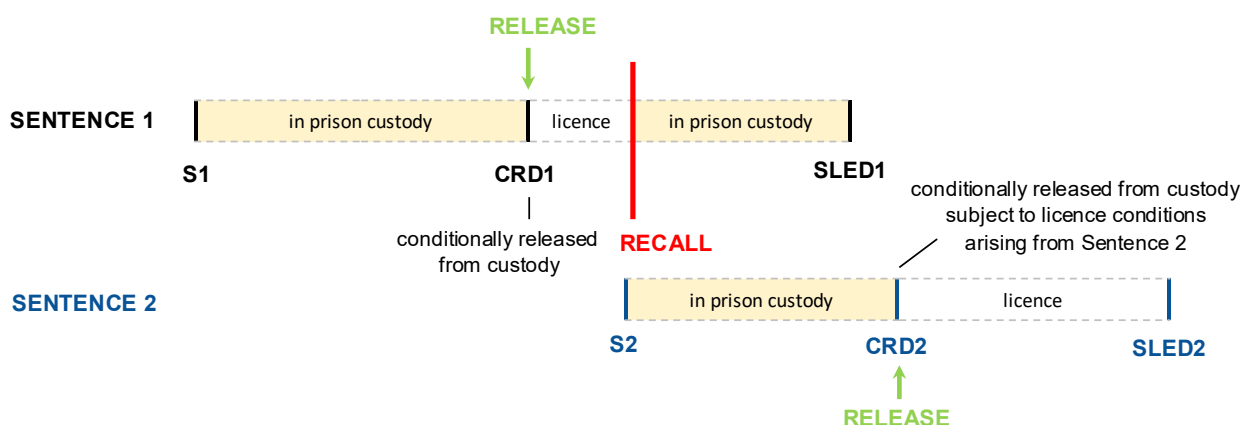 RELEASE
SENTENCE 1
in prison custody
licence
in prison custody
S1
CRD1
SLED1
conditionally released
from custody
RECALL
conditionally released from custody
subject to licence conditions
arising from Sentence 2
SENTENCE 2
in prison custody
licence
S2
CRD2
SLED2
RELEASE